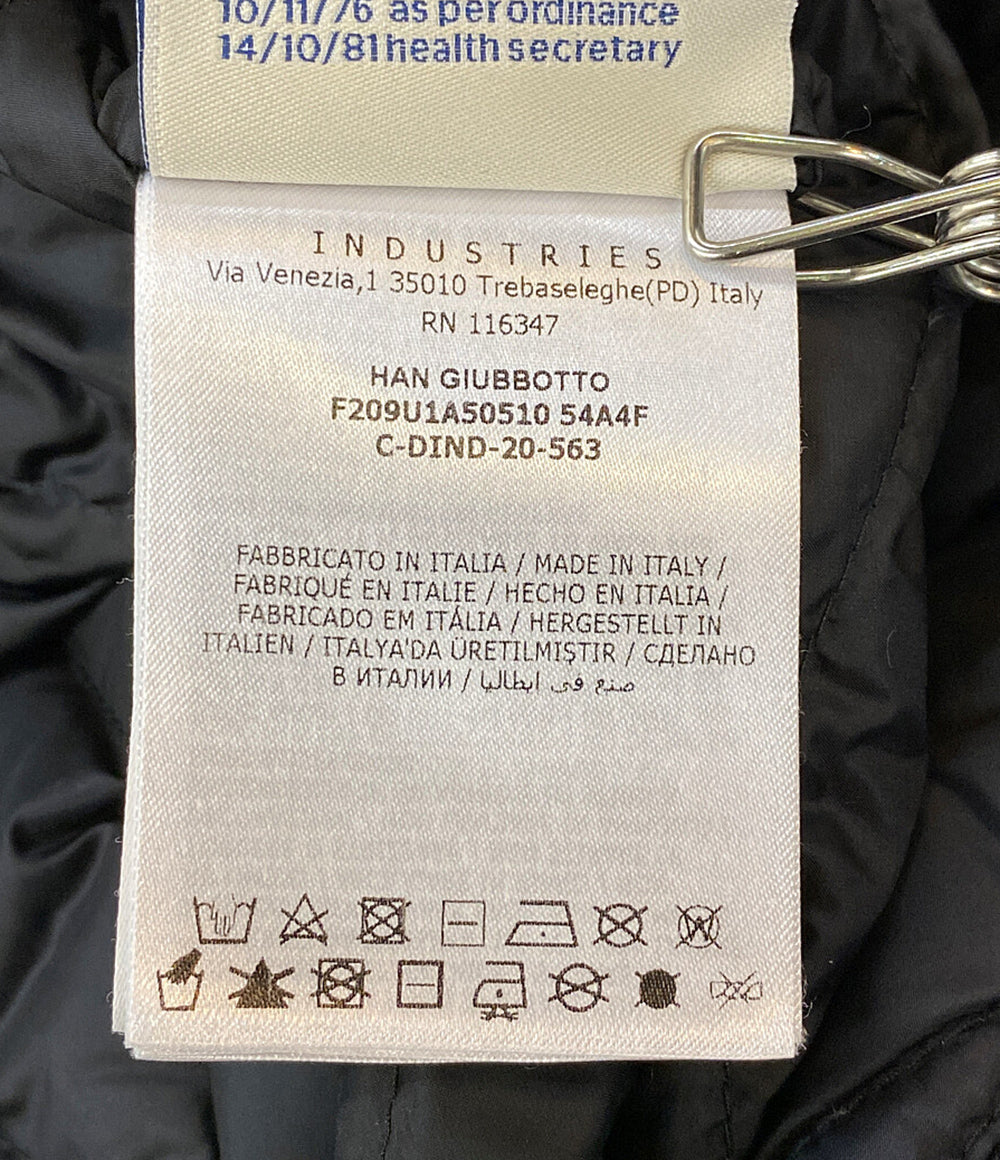 10/11/76 as per ordinance
14/10/81 health secretary
INDUSTRIES
Via Venezia,1 35010 Trebaseleghe(PD) Italy
RN 116347
HAN GIUBBOTTO
F209U1A50510 54A4F
C-DIND-20-563
FABBRICATO IN ITALIA / MADE IN ITALY /
FABRIQUÉ EN ITALIE / HECHO EN ITALIA /
FABRICADO EM ITÁLIA / HERGESTELLT IN
ITALIEN / ITALYA'DA ÜRETILMIŞTIR / СДЕЛАНО
В ИТАЛИИ / صنع في ايطاليا